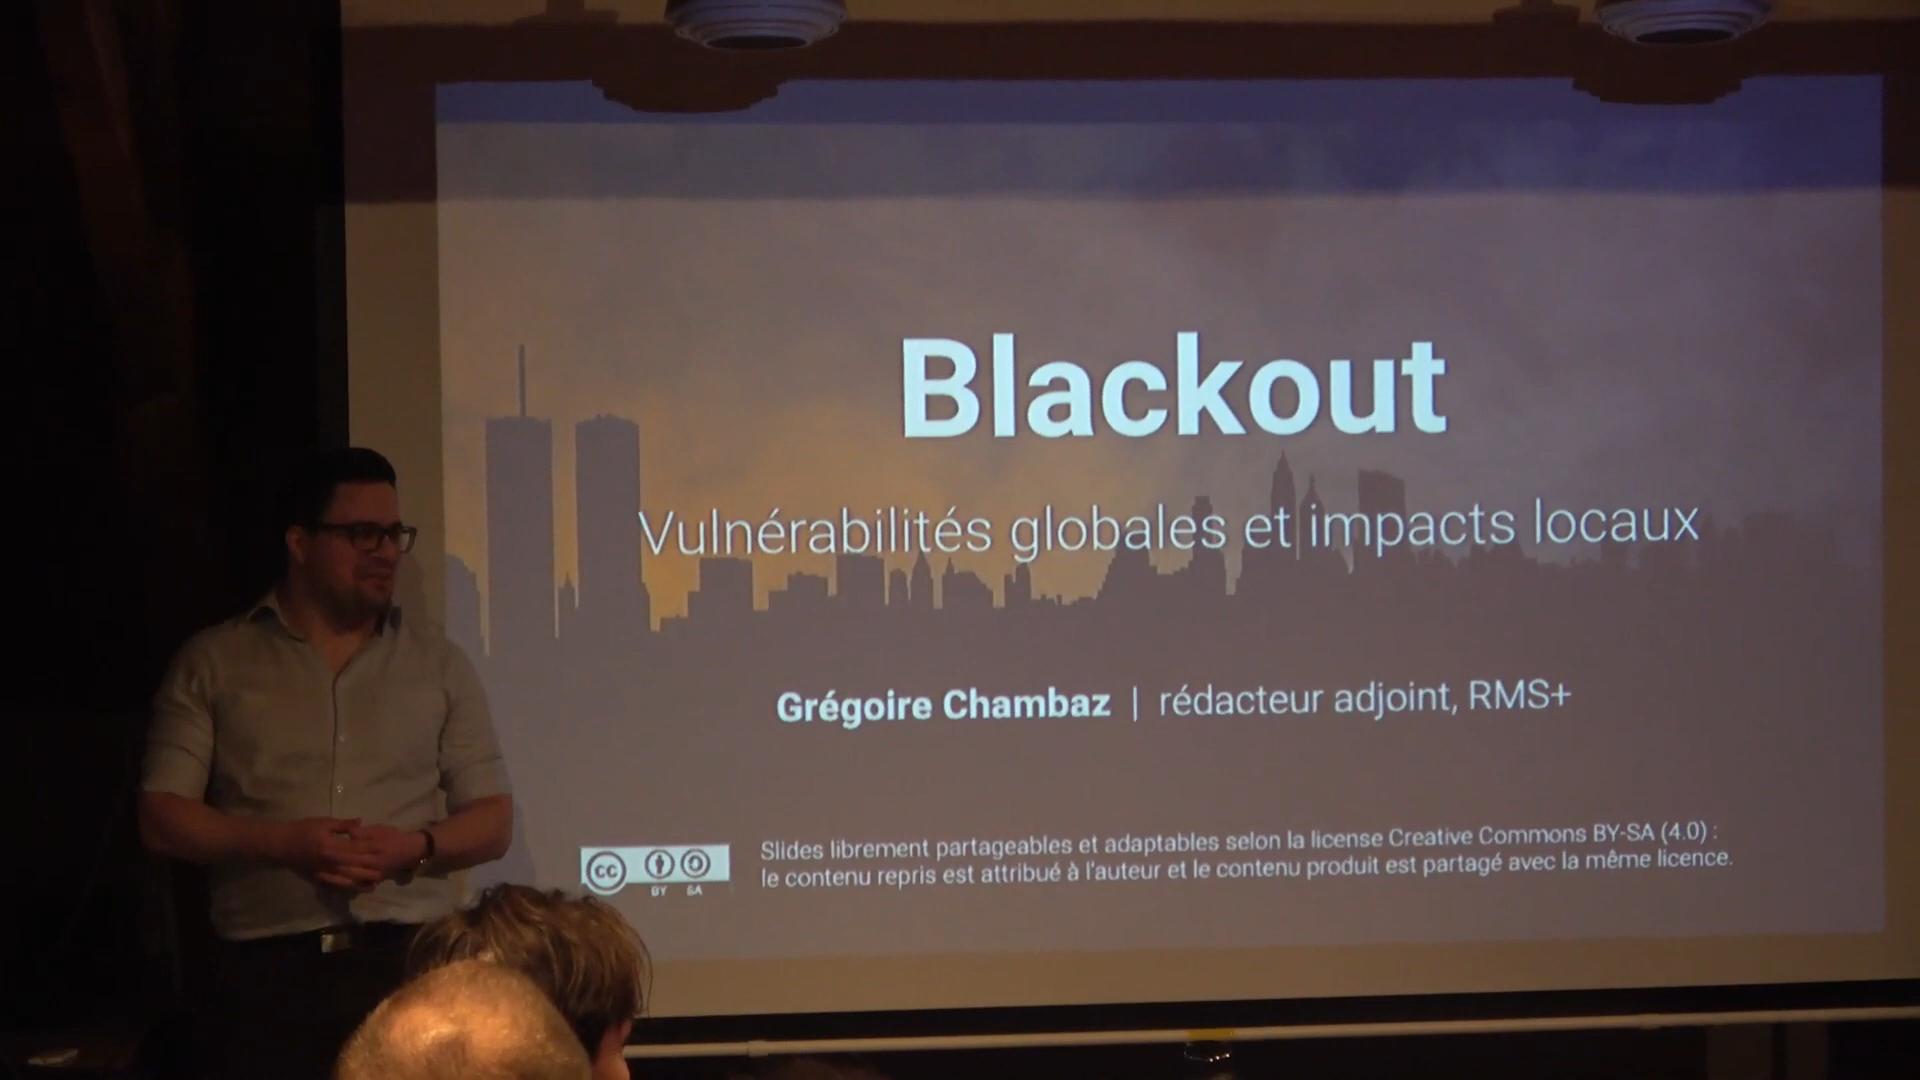 Blackout
Vulnérabilités globales et impacts locaux
Grégoire Chambaz | rédacteur adjoint, RMS+
Slides librement partageables et adaptables selon la license Creative Commons BY-SA (4.0) :
le contenu repris est attribué à l'auteur et le contenu produit est partagé avec la même licence.
cc
BY SA